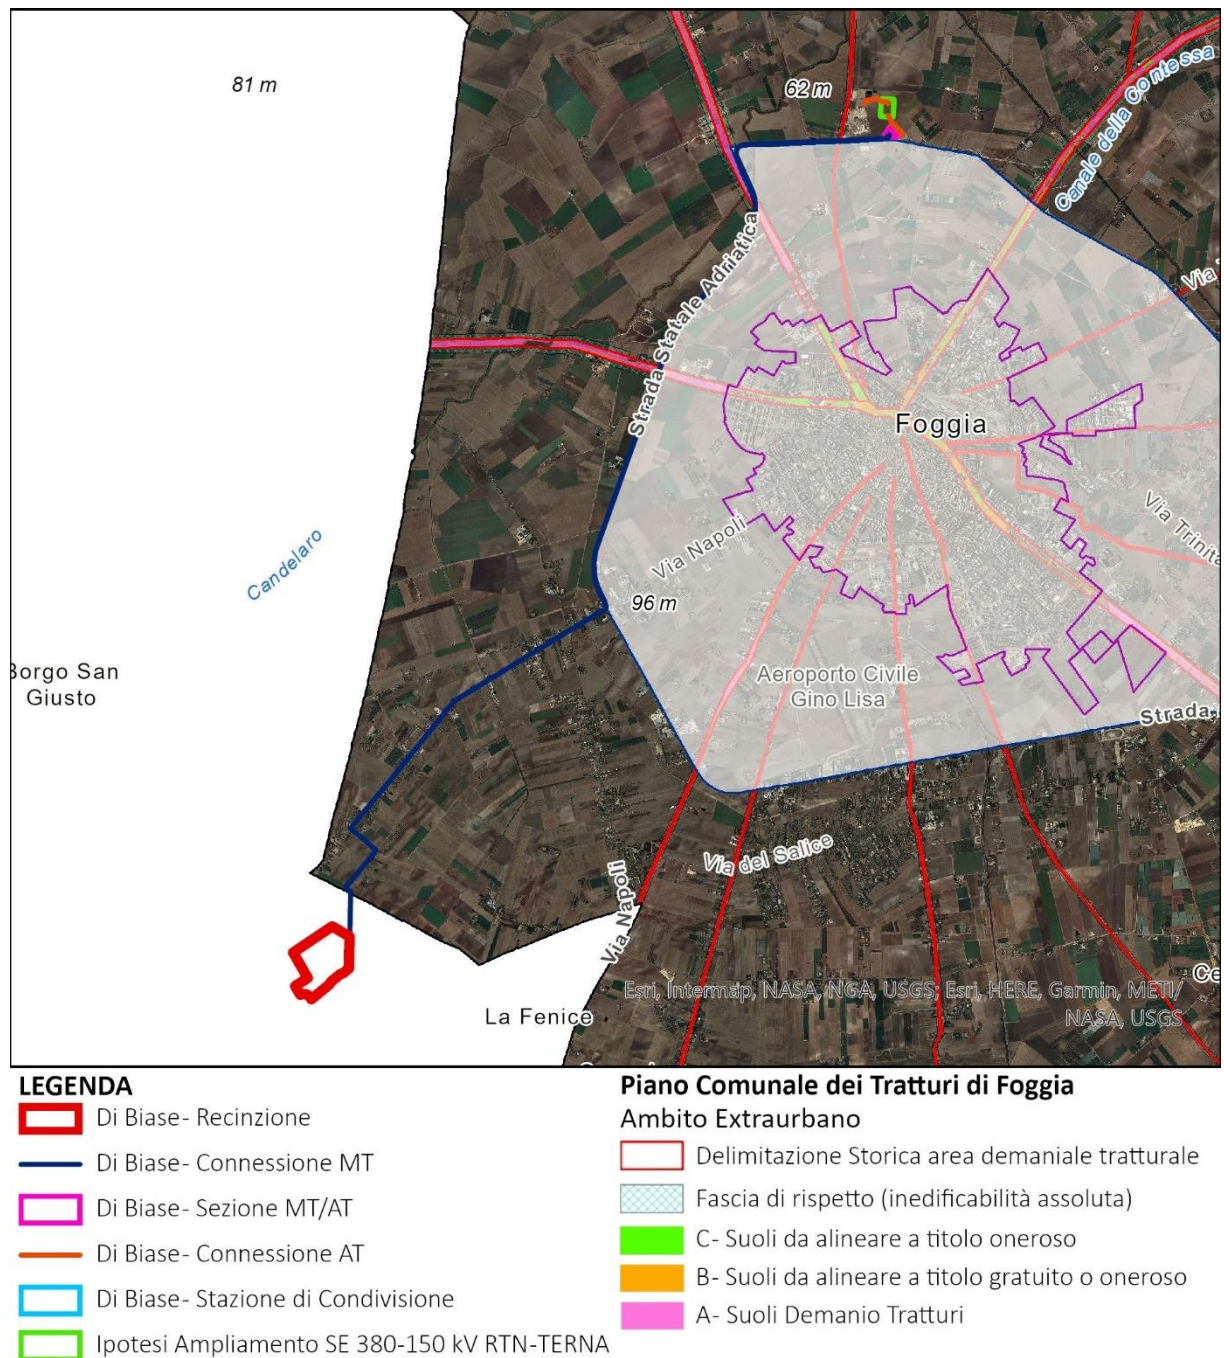 81 m
62 m
Canale della Contessa
Strada Statale Adriatica
Foggia
Candelaro
Via Napoli
Via Trinita
96 m
Borgo San
Giusto
Aeroporto Civile
Gino Lisa
Strada
Via del Salice
Via Napoli
La Fenice
Esri, Intermap, NASA, NGA, USGS; Esri, HERE, Garmin, METI/
NASA, USGS
LEGENDA
Di Biase- Recinzione
Di Biase- Connessione MT
Di Biase- Sezione MT/AT
Di Biase- Connessione AT
Di Biase- Stazione di Condivisione
Ipotesi Ampliamento SE 380-150 kV RTN-TERNA
Piano Comunale dei Tratturi di Foggia
Ambito Extraurbano
Delimitazione Storica area demaniale tratturale
Fascia di rispetto (inedificabilità assoluta)
C- Suoli da alineare a titolo oneroso
B- Suoli da alineare a titolo gratuito o oneroso
A- Suoli Demanio Tratturi